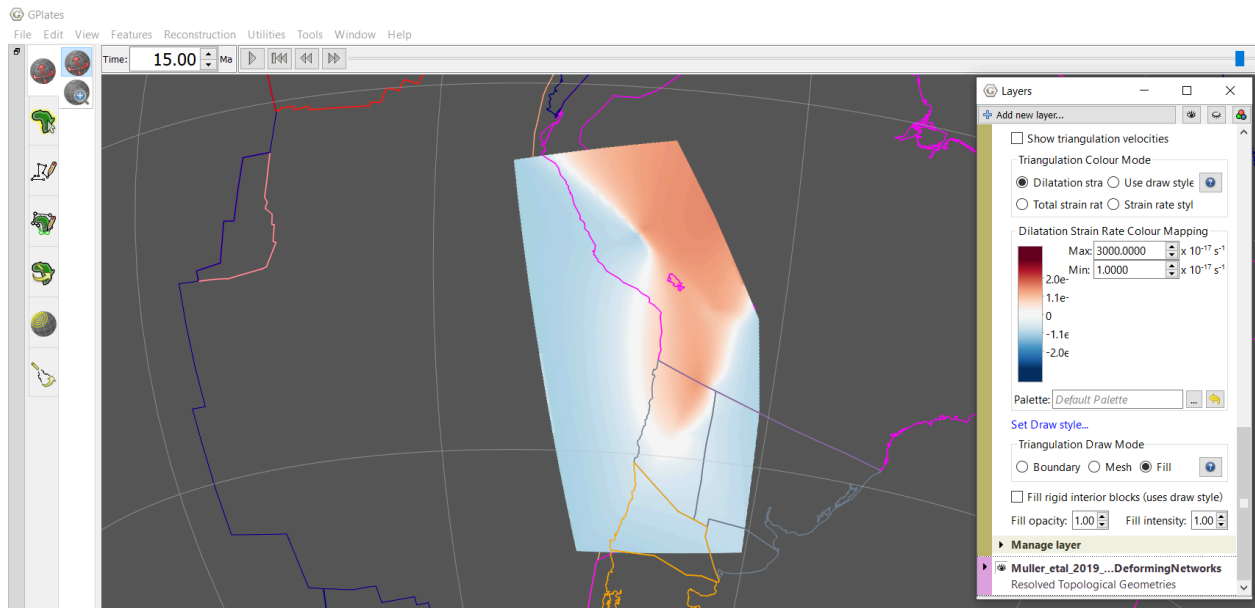 GPlates
File Edit View Features Reconstruction Utilities Tools Window Help
Time: 15.00 Ma
Layers
Add new layer...
Show triangulation velocities
Triangulation Colour Mode
Dilatation stra Use draw style
Total strain rat Strain rate styl
Dilatation Strain Rate Colour Mapping
Max: 3000.0000 x 10⁻¹⁷ s⁻¹
Min: 1.0000 x 10⁻¹⁷ s⁻¹
2.0e-
1.1e-
0
-1.1e
-2.0e
Palette: Default Palette ...
Set Draw style...
Triangulation Draw Mode
Boundary Mesh Fill
Fill rigid interior blocks (uses draw style)
Fill opacity: 1.00 Fill intensity: 1.00
Manage layer
Muller_etal_2019_...DeformingNetworks
Resolved Topological Geometries